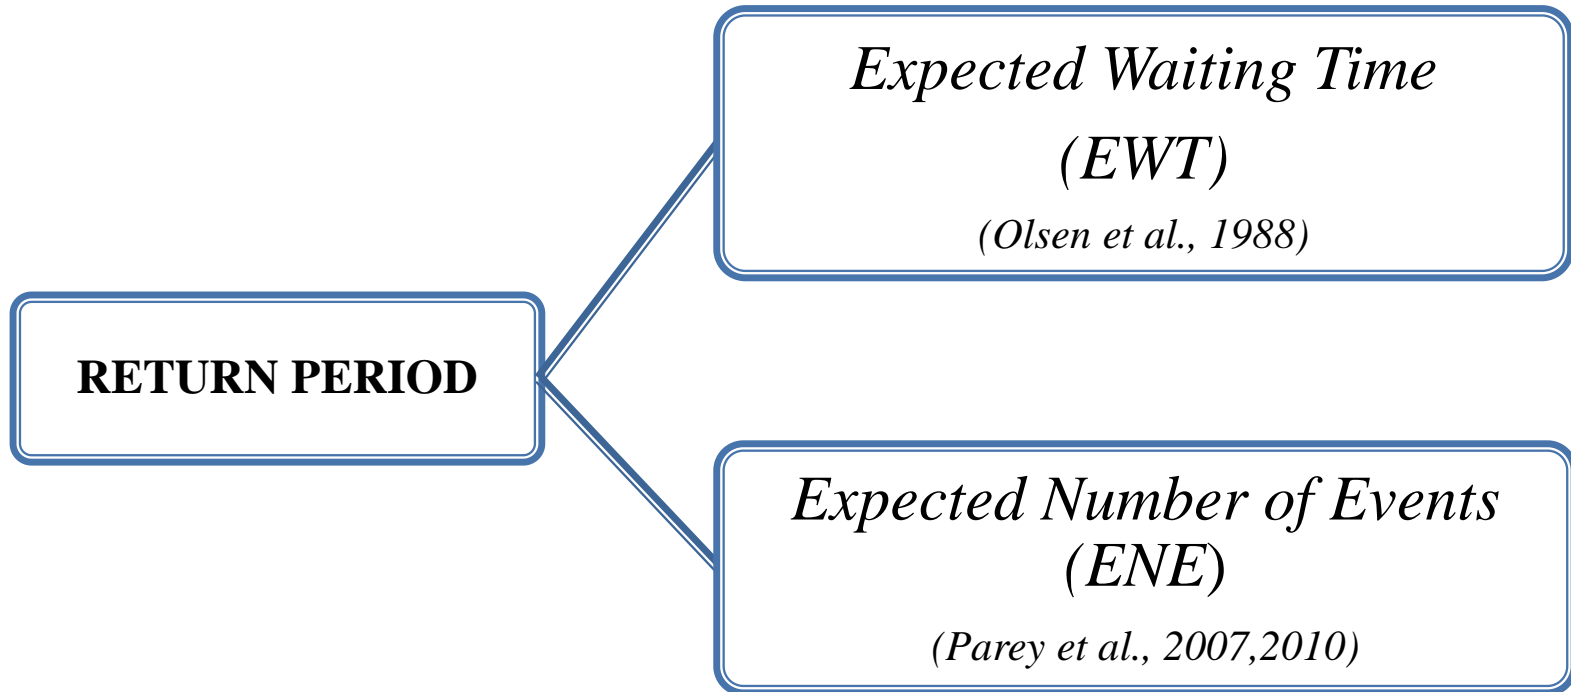 Expected Waiting Time
(EWT)
(Olsen et al., 1988)
RETURN PERIOD
Expected Number of Events
(ENE)
(Parey et al., 2007,2010)